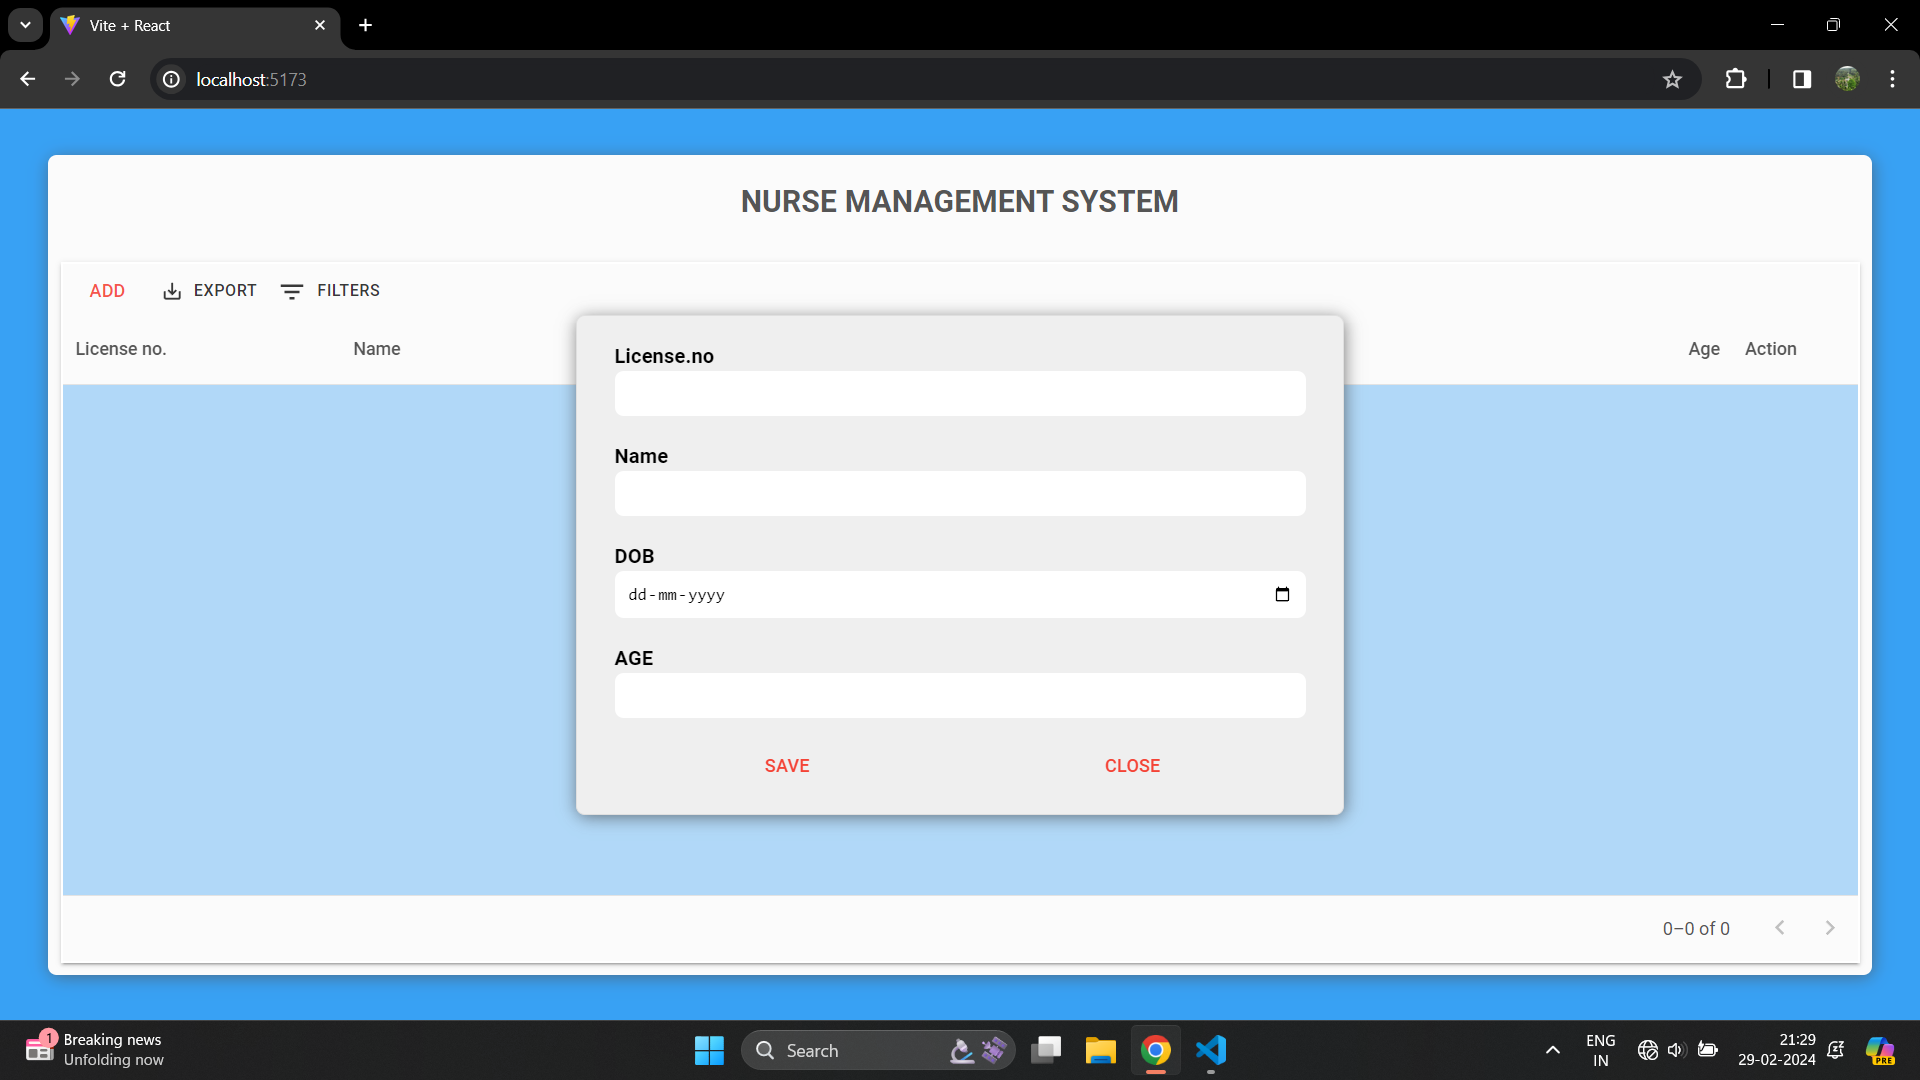 Vite + React
localhost:5173
NURSE MANAGEMENT SYSTEM
ADD EXPORT FILTERS
License no. Name Age Action
License.no
Name
DOB
dd-mm-yyyy
AGE
SAVE CLOSE
0–0 of 0
1
Breaking news
Unfolding now
Search
PRE
ENG
IN
21:29
29-02-2024